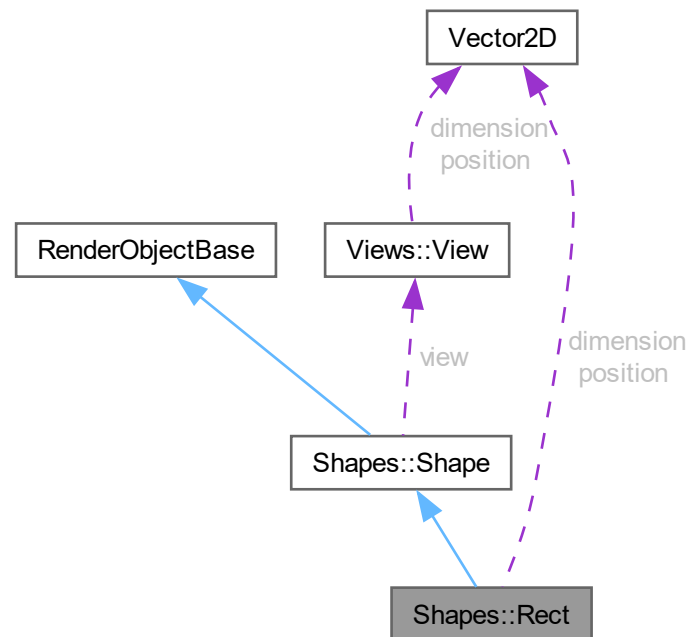 Vector2D
dimension
position
RenderObjectBase
Views::View
view
dimension
position
Shapes::Shape
Shapes::Rect